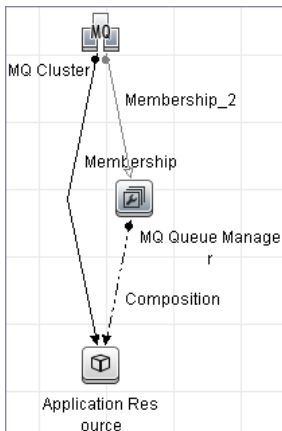 MQ
MQ Cluster
Membership_2
Membership
MQ Queue Manage
r
Composition
Application Res
ource